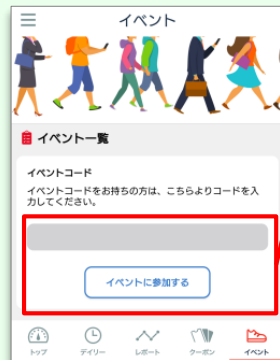 イベント
イベント一覧
イベントコード
イベントコードをお持ちの方は、こちらよりコードを入
力してください。
イベントに参加する
トップ
デイリー
レポート
クーポン
イベント